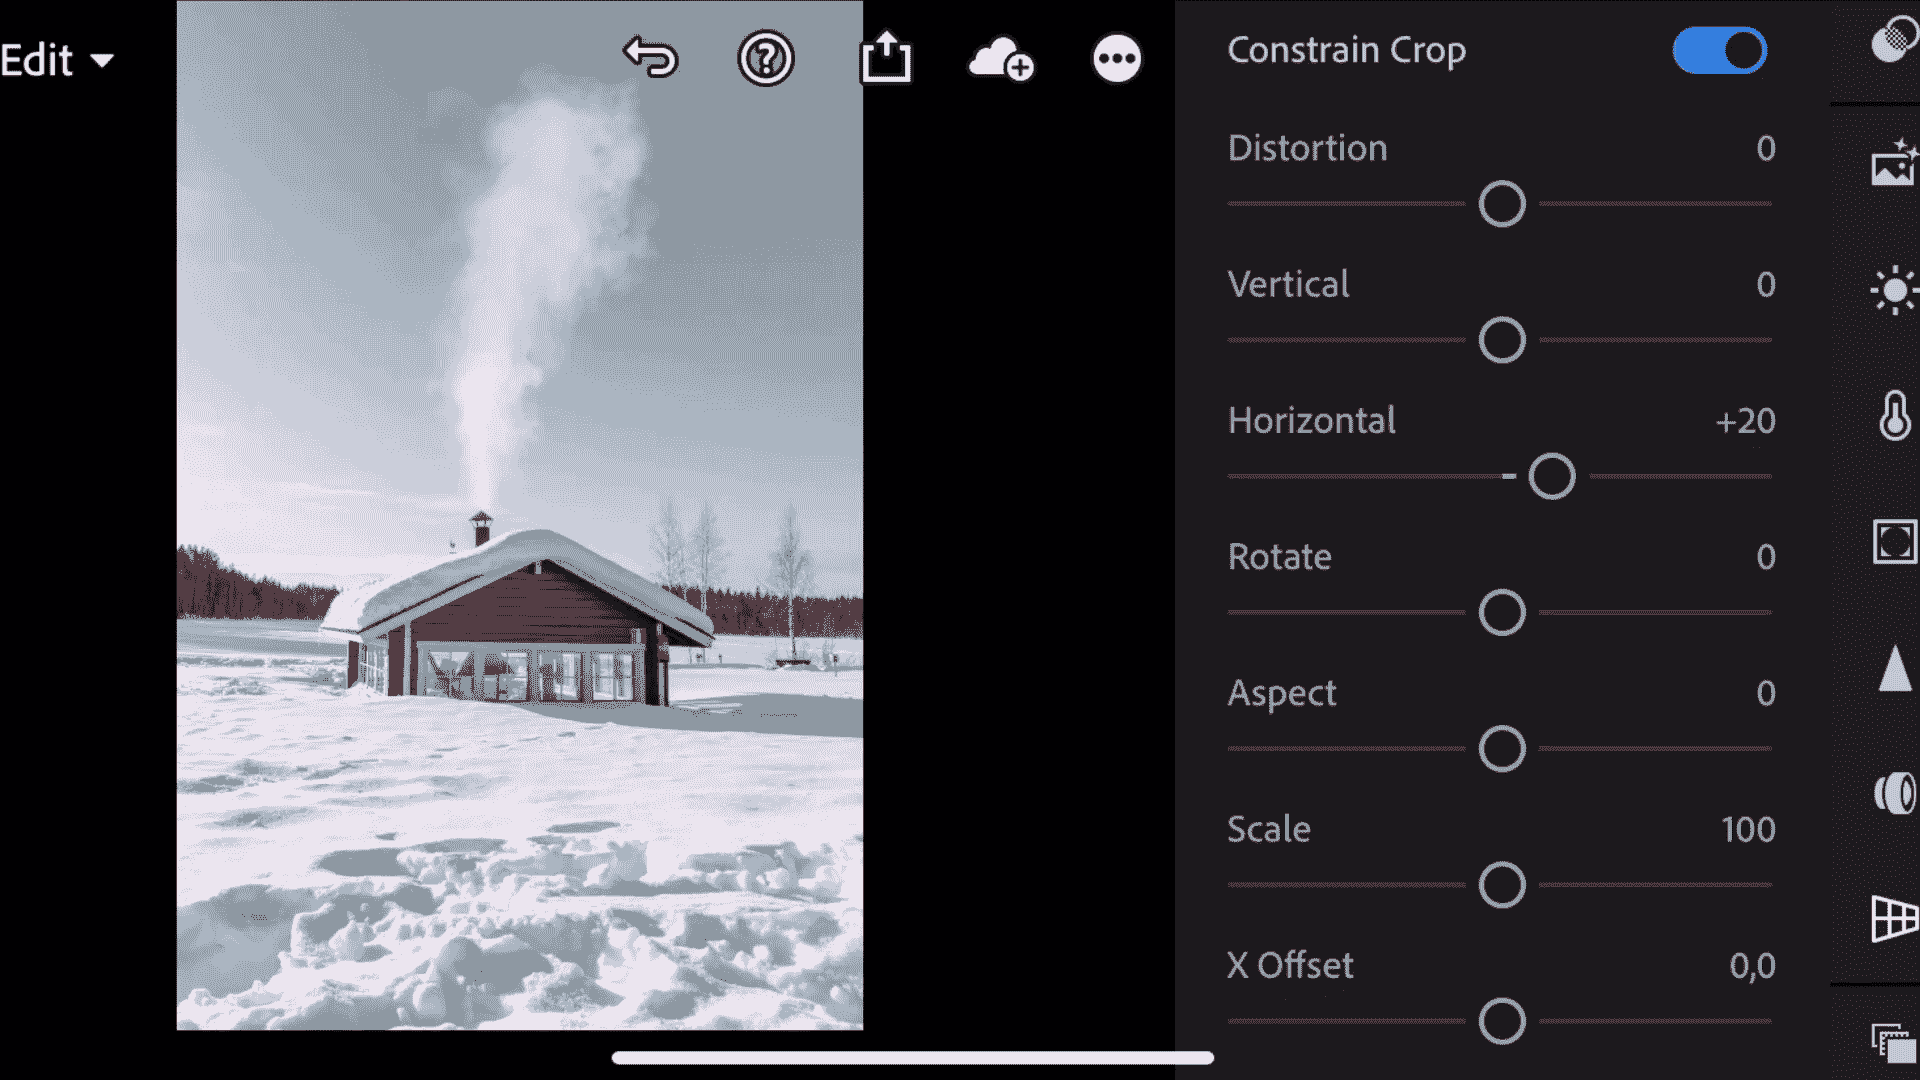 Edit
Constrain Crop
Distortion 0
Vertical 0
Horizontal +20
Rotate 0
Aspect 0
Scale 100
X Offset 0,0